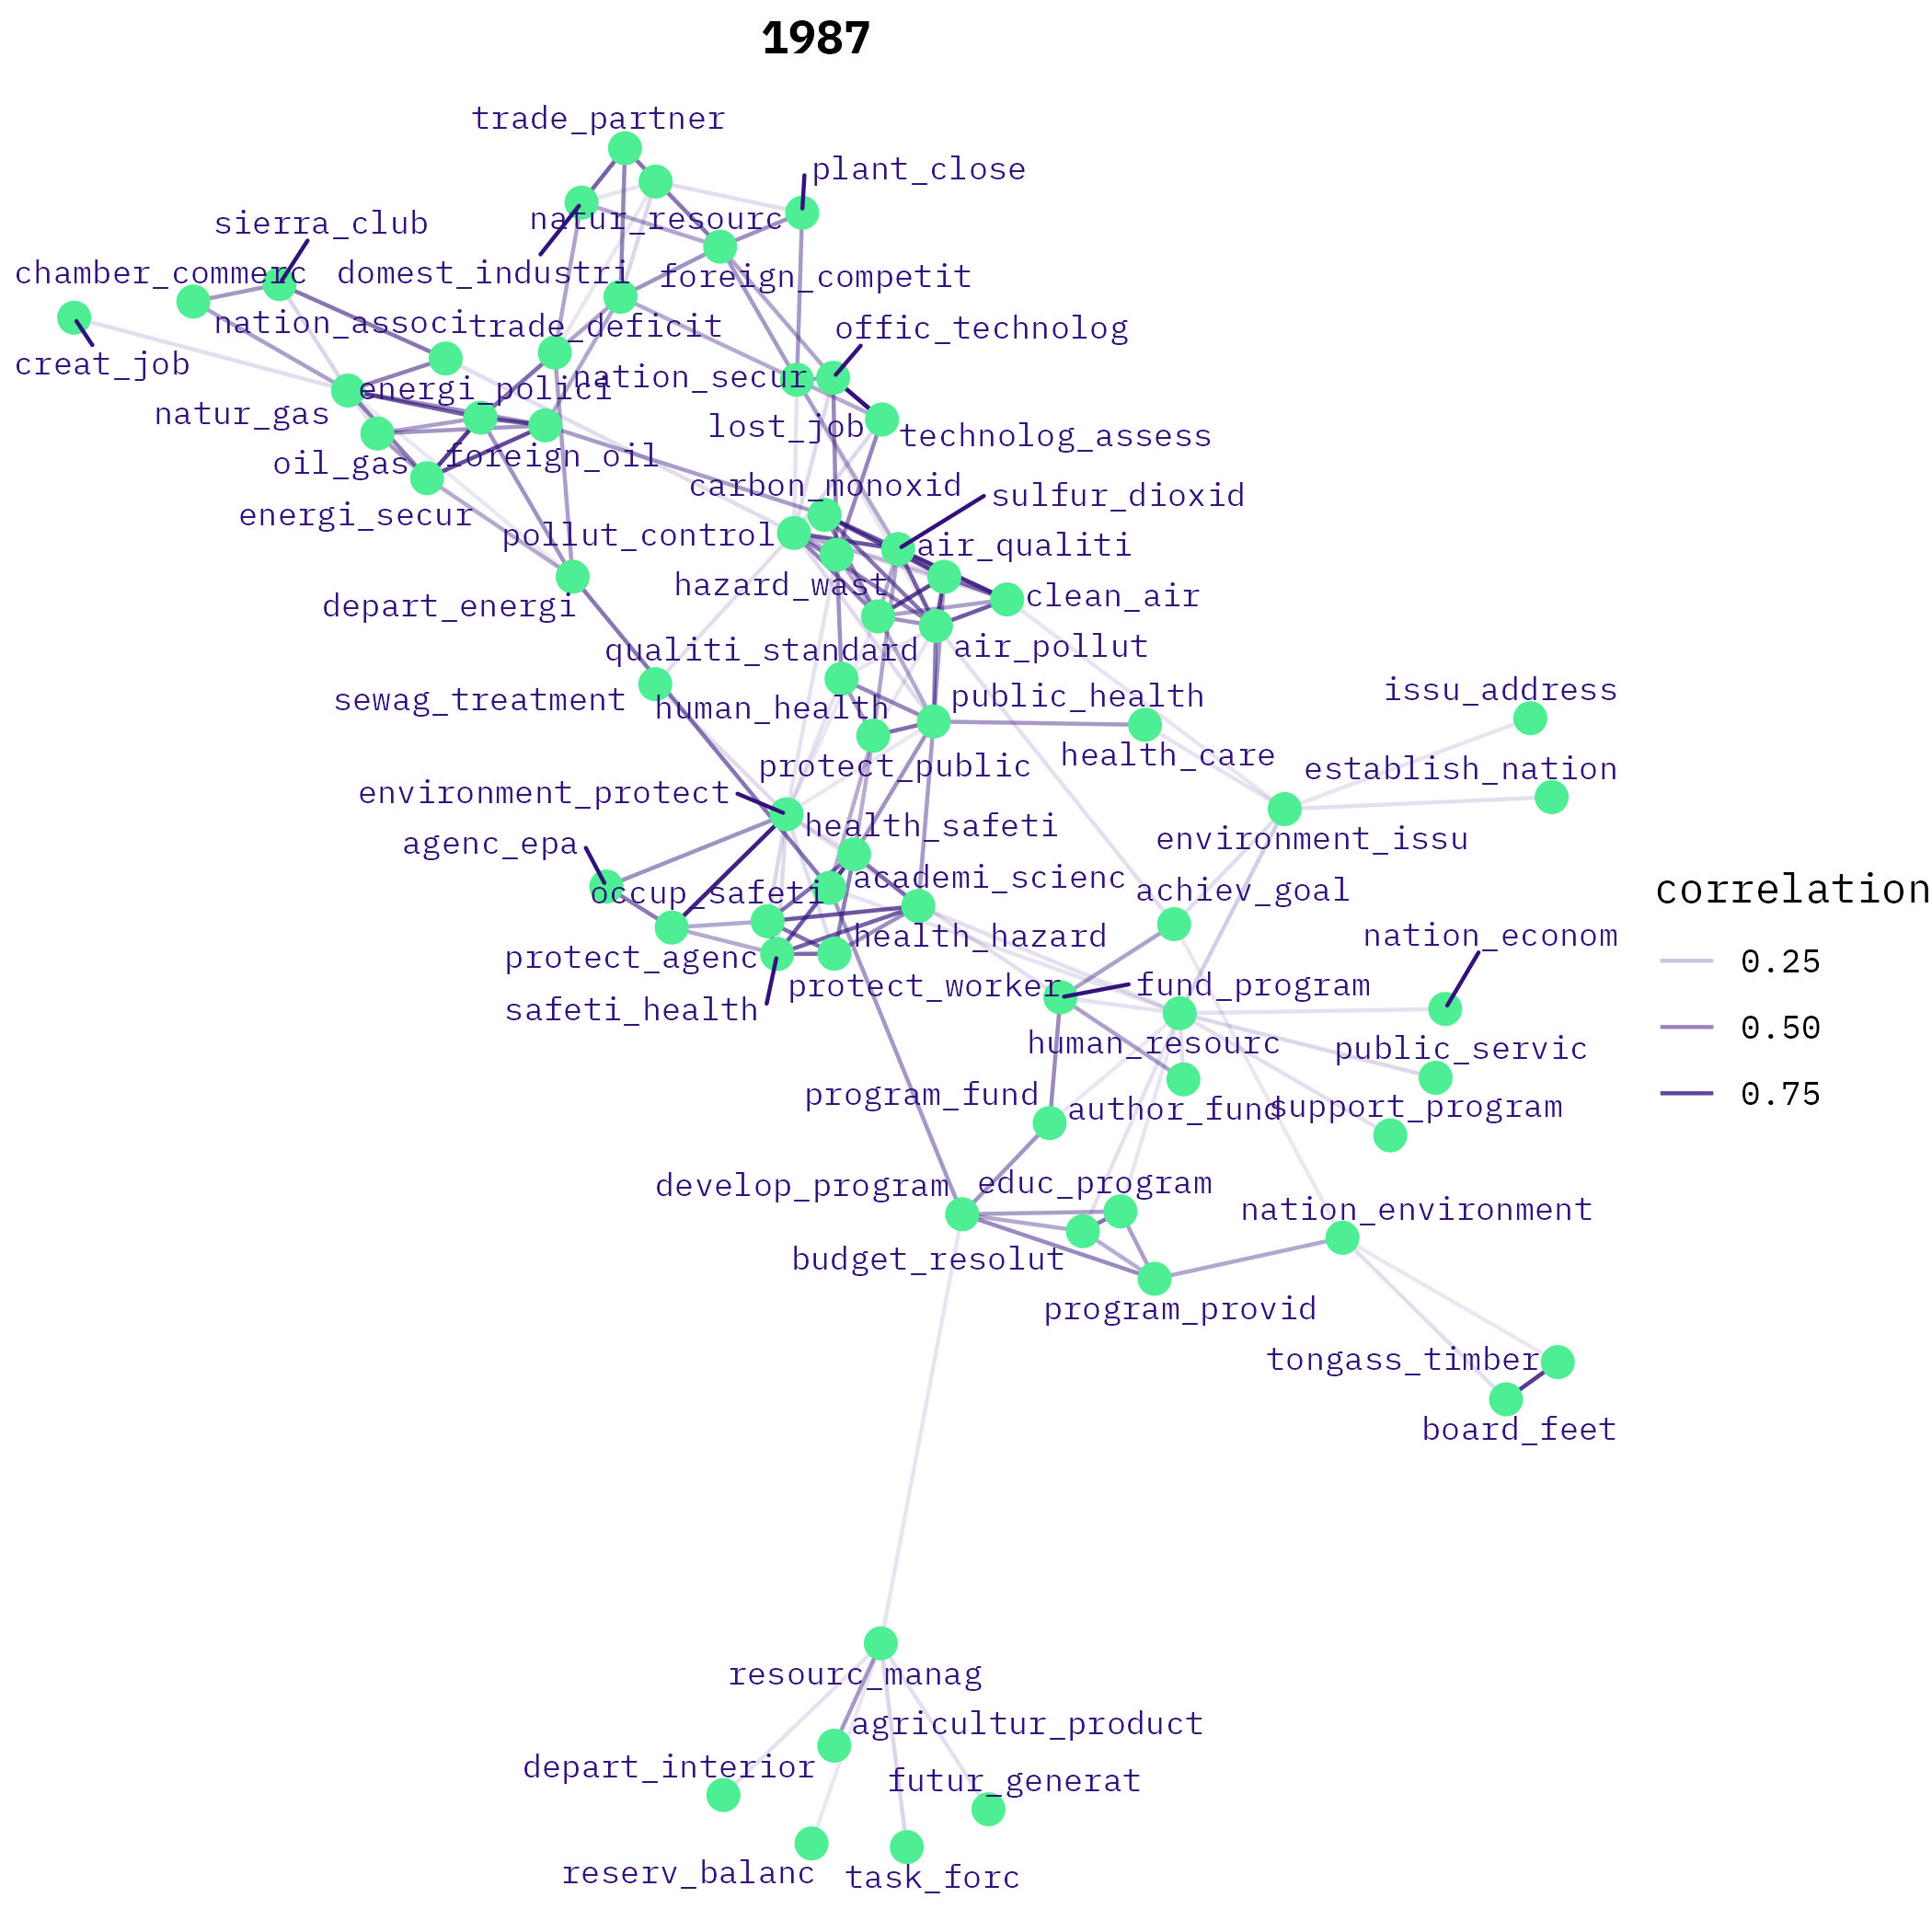 1987
trade_partner
plant_close
natur_resourc
sierra_club
chamber_commerc
domest_industri
foreign_competit
nation_associ
trade_deficit
offic_technolog
creat_job
energi_polici
nation_secur
natur_gas
lost_job
technolog_assess
oil_gas
foreign_oil
carbon_monoxid
sulfur_dioxid
energi_secur
pollut_control
air_qualiti
hazard_wast
clean_air
depart_energi
qualiti_standard
air_pollut
sewag_treatment
human_health
public_health
issu_address
protect_public
health_care
establish_nation
environment_protect
health_safeti
environment_issu
agenc_epa
occup_safeti
academi_scienc
achiev_goal
correlation
protect_agenc
health_hazard
nation_econom
0.25
safeti_health
protect_worker
fund_program
0.50
human_resourc
public_servic
program_fund
author_fund
support_program
0.75
develop_program
educ_program
nation_environment
budget_resolut
program_provid
tongass_timber
board_feet
resourc_manag
agricultur_product
depart_interior
futur_generat
reserv_balanc
task_forc